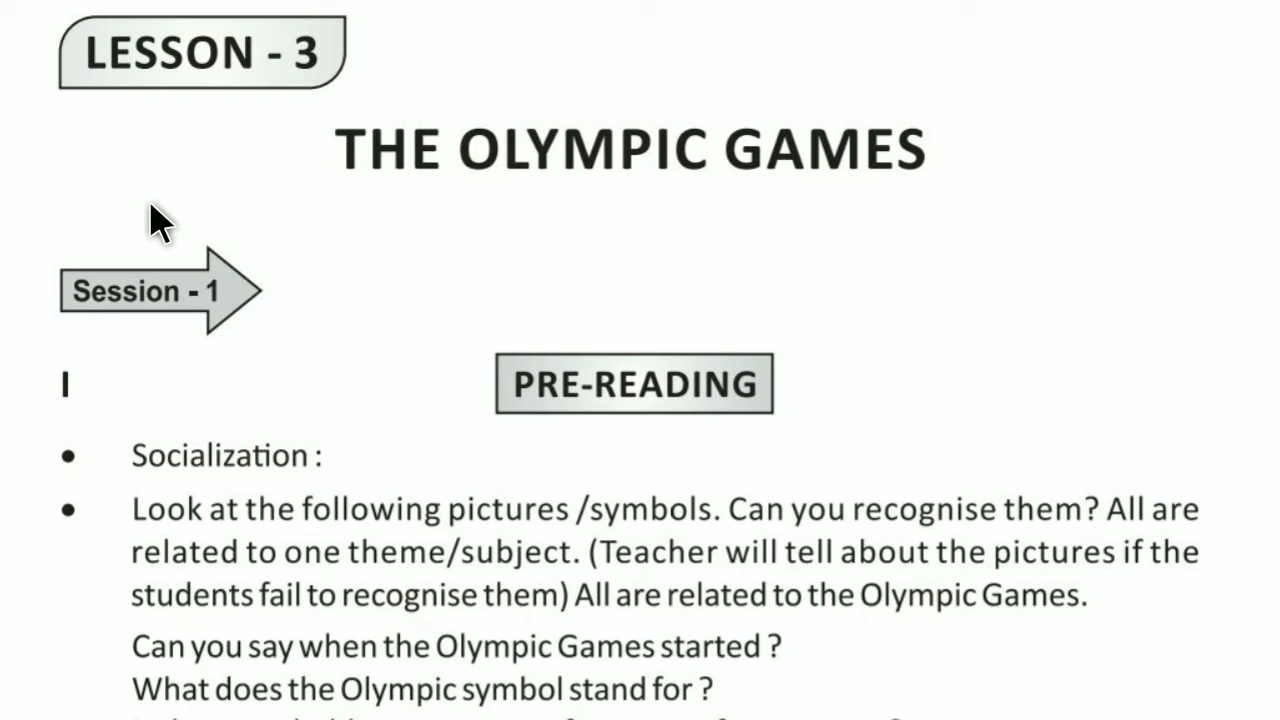 LESSON - 3
THE OLYMPIC GAMES
Session - 1
I
PRE-READING
• Socialization :
• Look at the following pictures /symbols. Can you recognise them? All are
related to one theme/subject. (Teacher will tell about the pictures if the
students fail to recognise them) All are related to the Olympic Games.
Can you say when the Olympic Games started ?
What does the Olympic symbol stand for ?